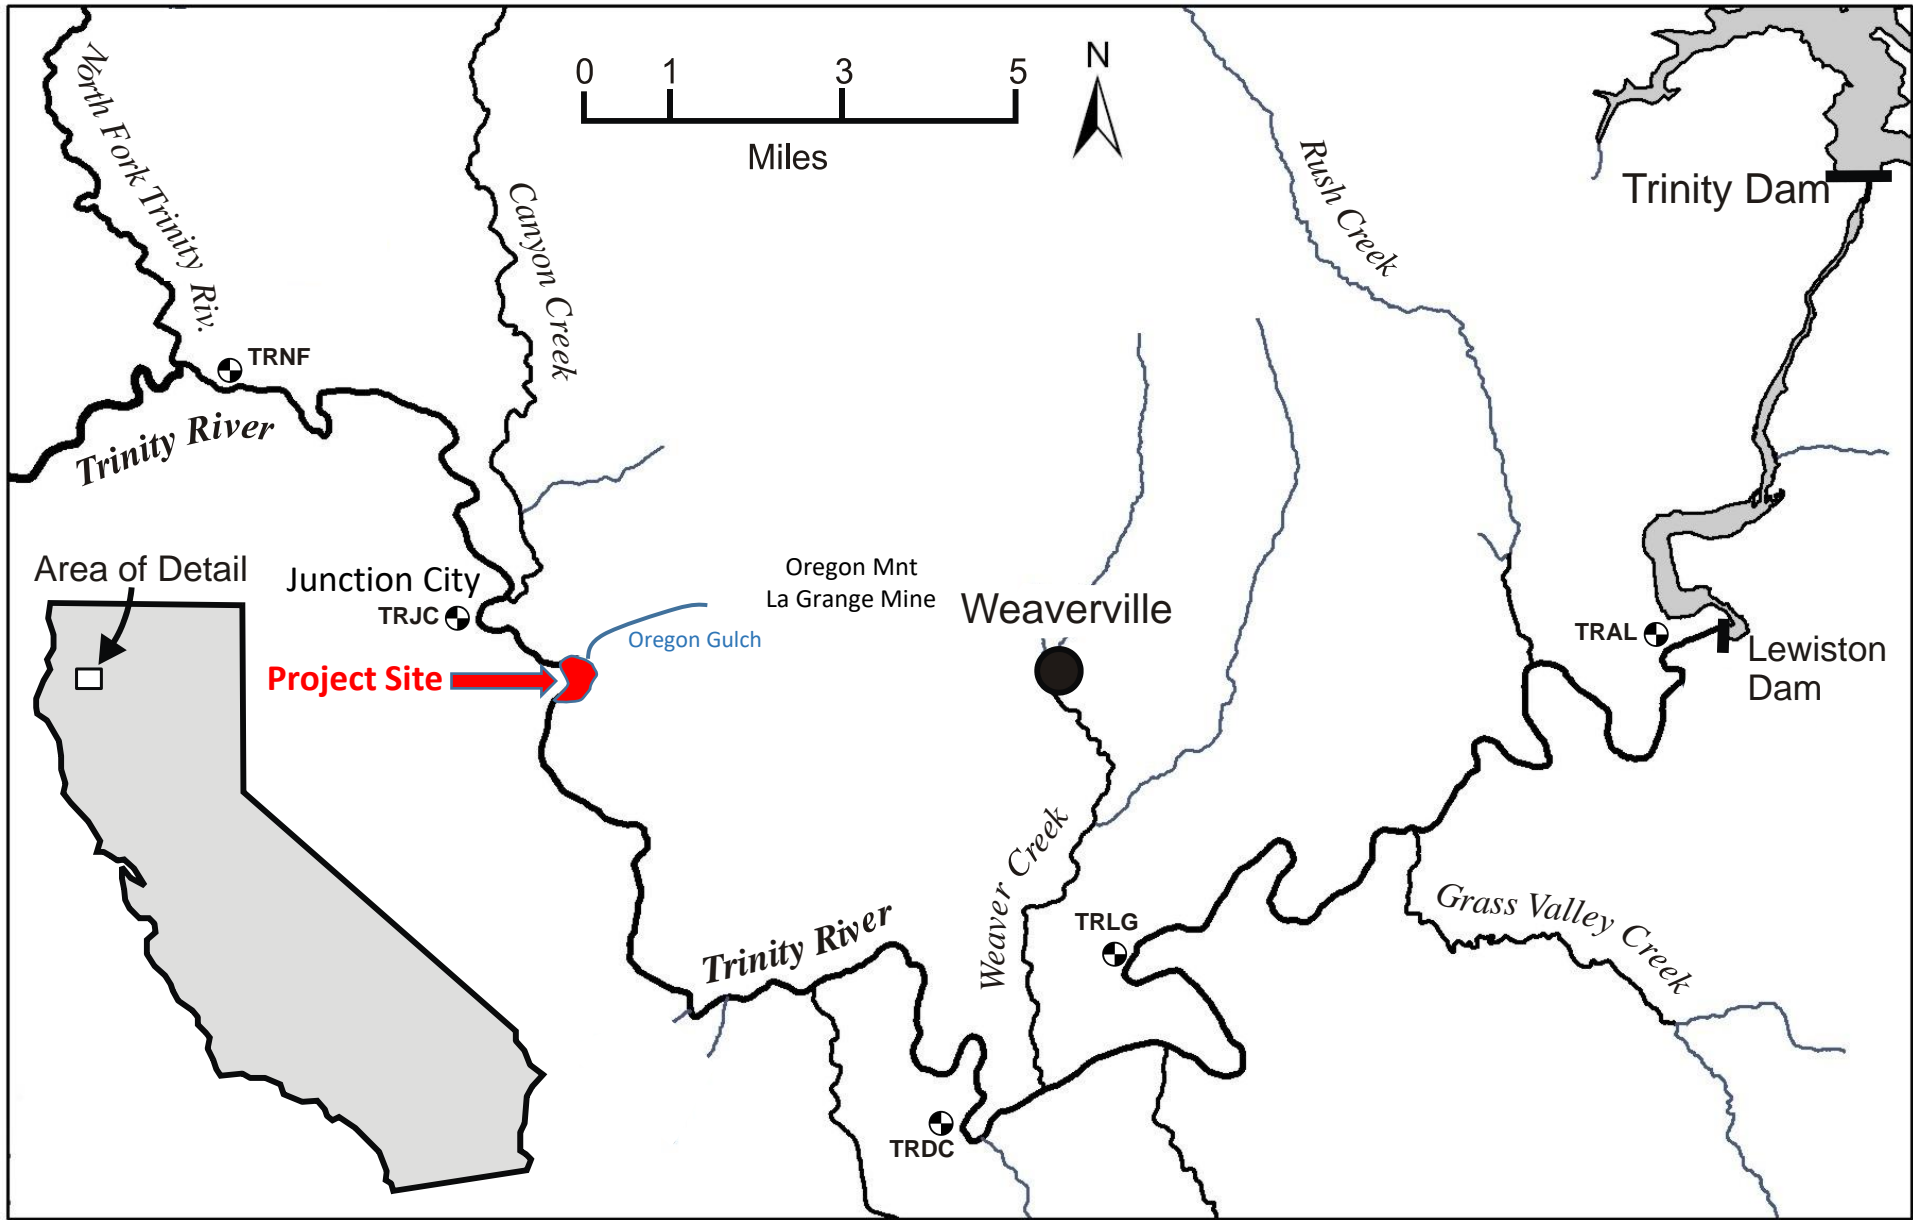 North Fork Trinity Riv.
Canyon Creek
0 1 3 5
Miles
N
Rush Creek
Trinity Dam
TRNF
Trinity River
Area of Detail
Junction City
TRJC
Oregon Mnt
La Grange Mine
Oregon Gulch
Project Site
Weaverville
TRAL
Lewiston
Dam
Weaver Creek
TRLG
Grass Valley Creek
Trinity River
TRDC